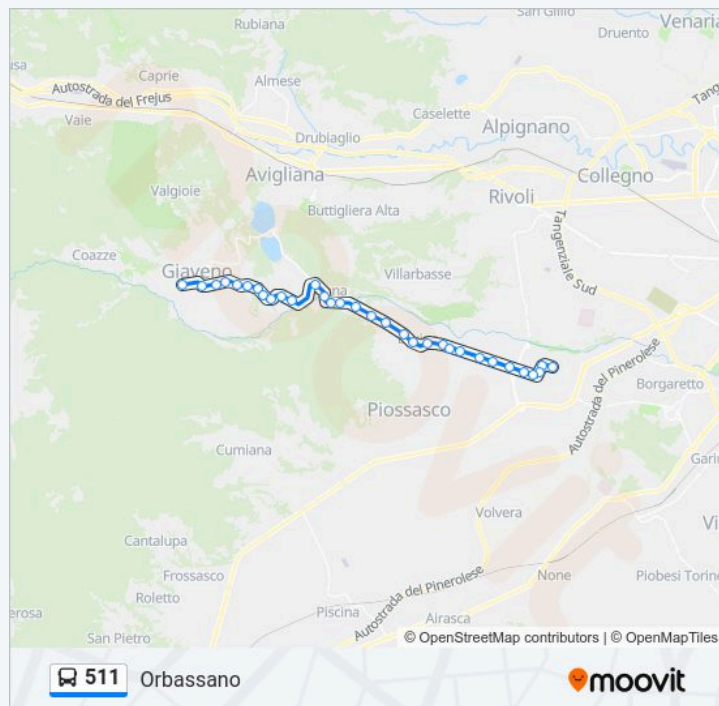 San Gillio
Venaria
Rubiana
Druento
Caprie
Autostrada del Frejus
Almese
Caselette
Vaie
Drubiaglio
Alpignano
Avigliana
Collegno
Valgioie
Rivoli
Buttigliera Alta
Coazze
Giaveno
Villarbasse
Tangenziale Sud
Autostrada del Pinerolese
Borgaretto
Piossasco
Cumiana
Volvera
Cantalupa
Frossasco
None
Roletto
Piscina
Autostrada del Pinerolese
Airasca
San Pietro
© OpenStreetMap contributors | © OpenMapTiles
511 Orbassano
moovit